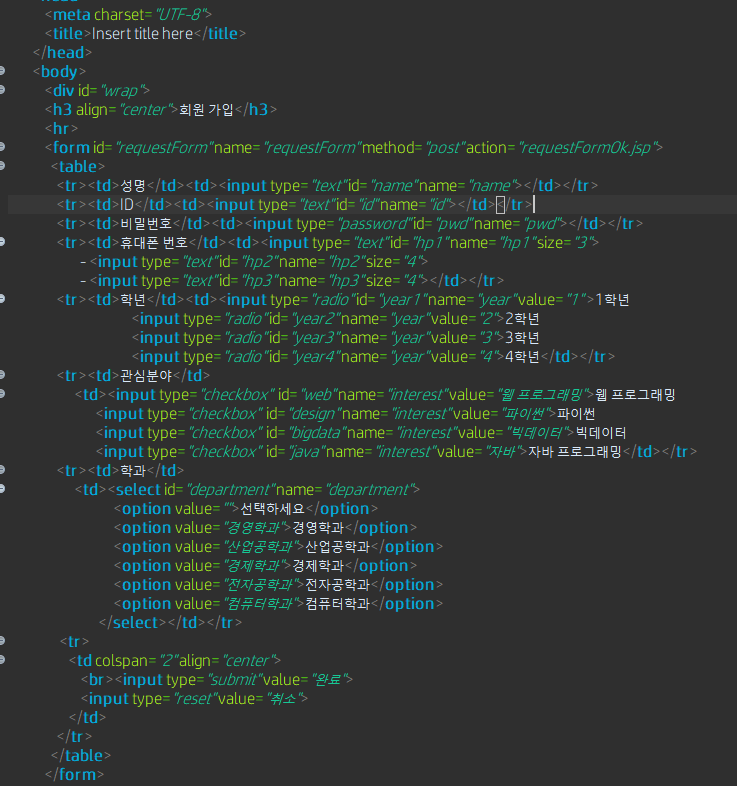 <meta charset="UTF-8">
<title>Insert title here</title>
</head>
<body>
<div id="wrap">
<h3 align="center">회원 가입</h3>
<hr>
<form id="requestForm"name="requestForm"method="post"action="requestFormOk.jsp">
<table>
<tr><td>성명</td><td><input type="text"id="name"name="name"></td></tr>
<tr><td>ID</td><td><input type="text"id="id"name="id"></td></tr>
<tr><td>비밀번호</td><td><input type="password"id="pwd"name="pwd"></td></tr>
<tr><td>휴대폰 번호</td><td><input type="text"id="hp1"name="hp1"size="3">
-<input type="text"id="hp2"name="hp2"size="4">
-<input type="text"id="hp3"name="hp3"size="4"></td></tr>
<tr><td>학년</td><td><input type="radio"id="year1"name="year"value="1">1학년
<input type="radio"id="year2"name="year"value="2">2학년
<input type="radio"id="year3"name="year"value="3">3학년
<input type="radio"id="year4"name="year"value="4">4학년</td></tr>
<tr><td>관심분야</td>
<td><input type="checkbox" id="web"name="interest"value="웹 프로그래밍">웹 프로그래밍
<input type="checkbox" id="design"name="interest"value="파이썬">파이썬
<input type="checkbox" id="bigdata"name="interest"value="빅데이터">빅데이터
<input type="checkbox" id="java"name="interest"value="자바">자바 프로그래밍</td></tr>
<tr><td>학과</td>
<td><select id="department"name="department">
<option value="">선택하세요</option>
<option value="경영학과">경영학과</option>
<option value="산업공학과">산업공학과</option>
<option value="경제학과">경제학과</option>
<option value="전자공학과">전자공학과</option>
<option value="컴퓨터학과">컴퓨터학과</option>
</select></td></tr>
<tr>
<td colspan="2"align="center">
<br><input type="submit"value="완료">
<input type="reset"value="취소">
</td>
</tr>
</table>
</form>